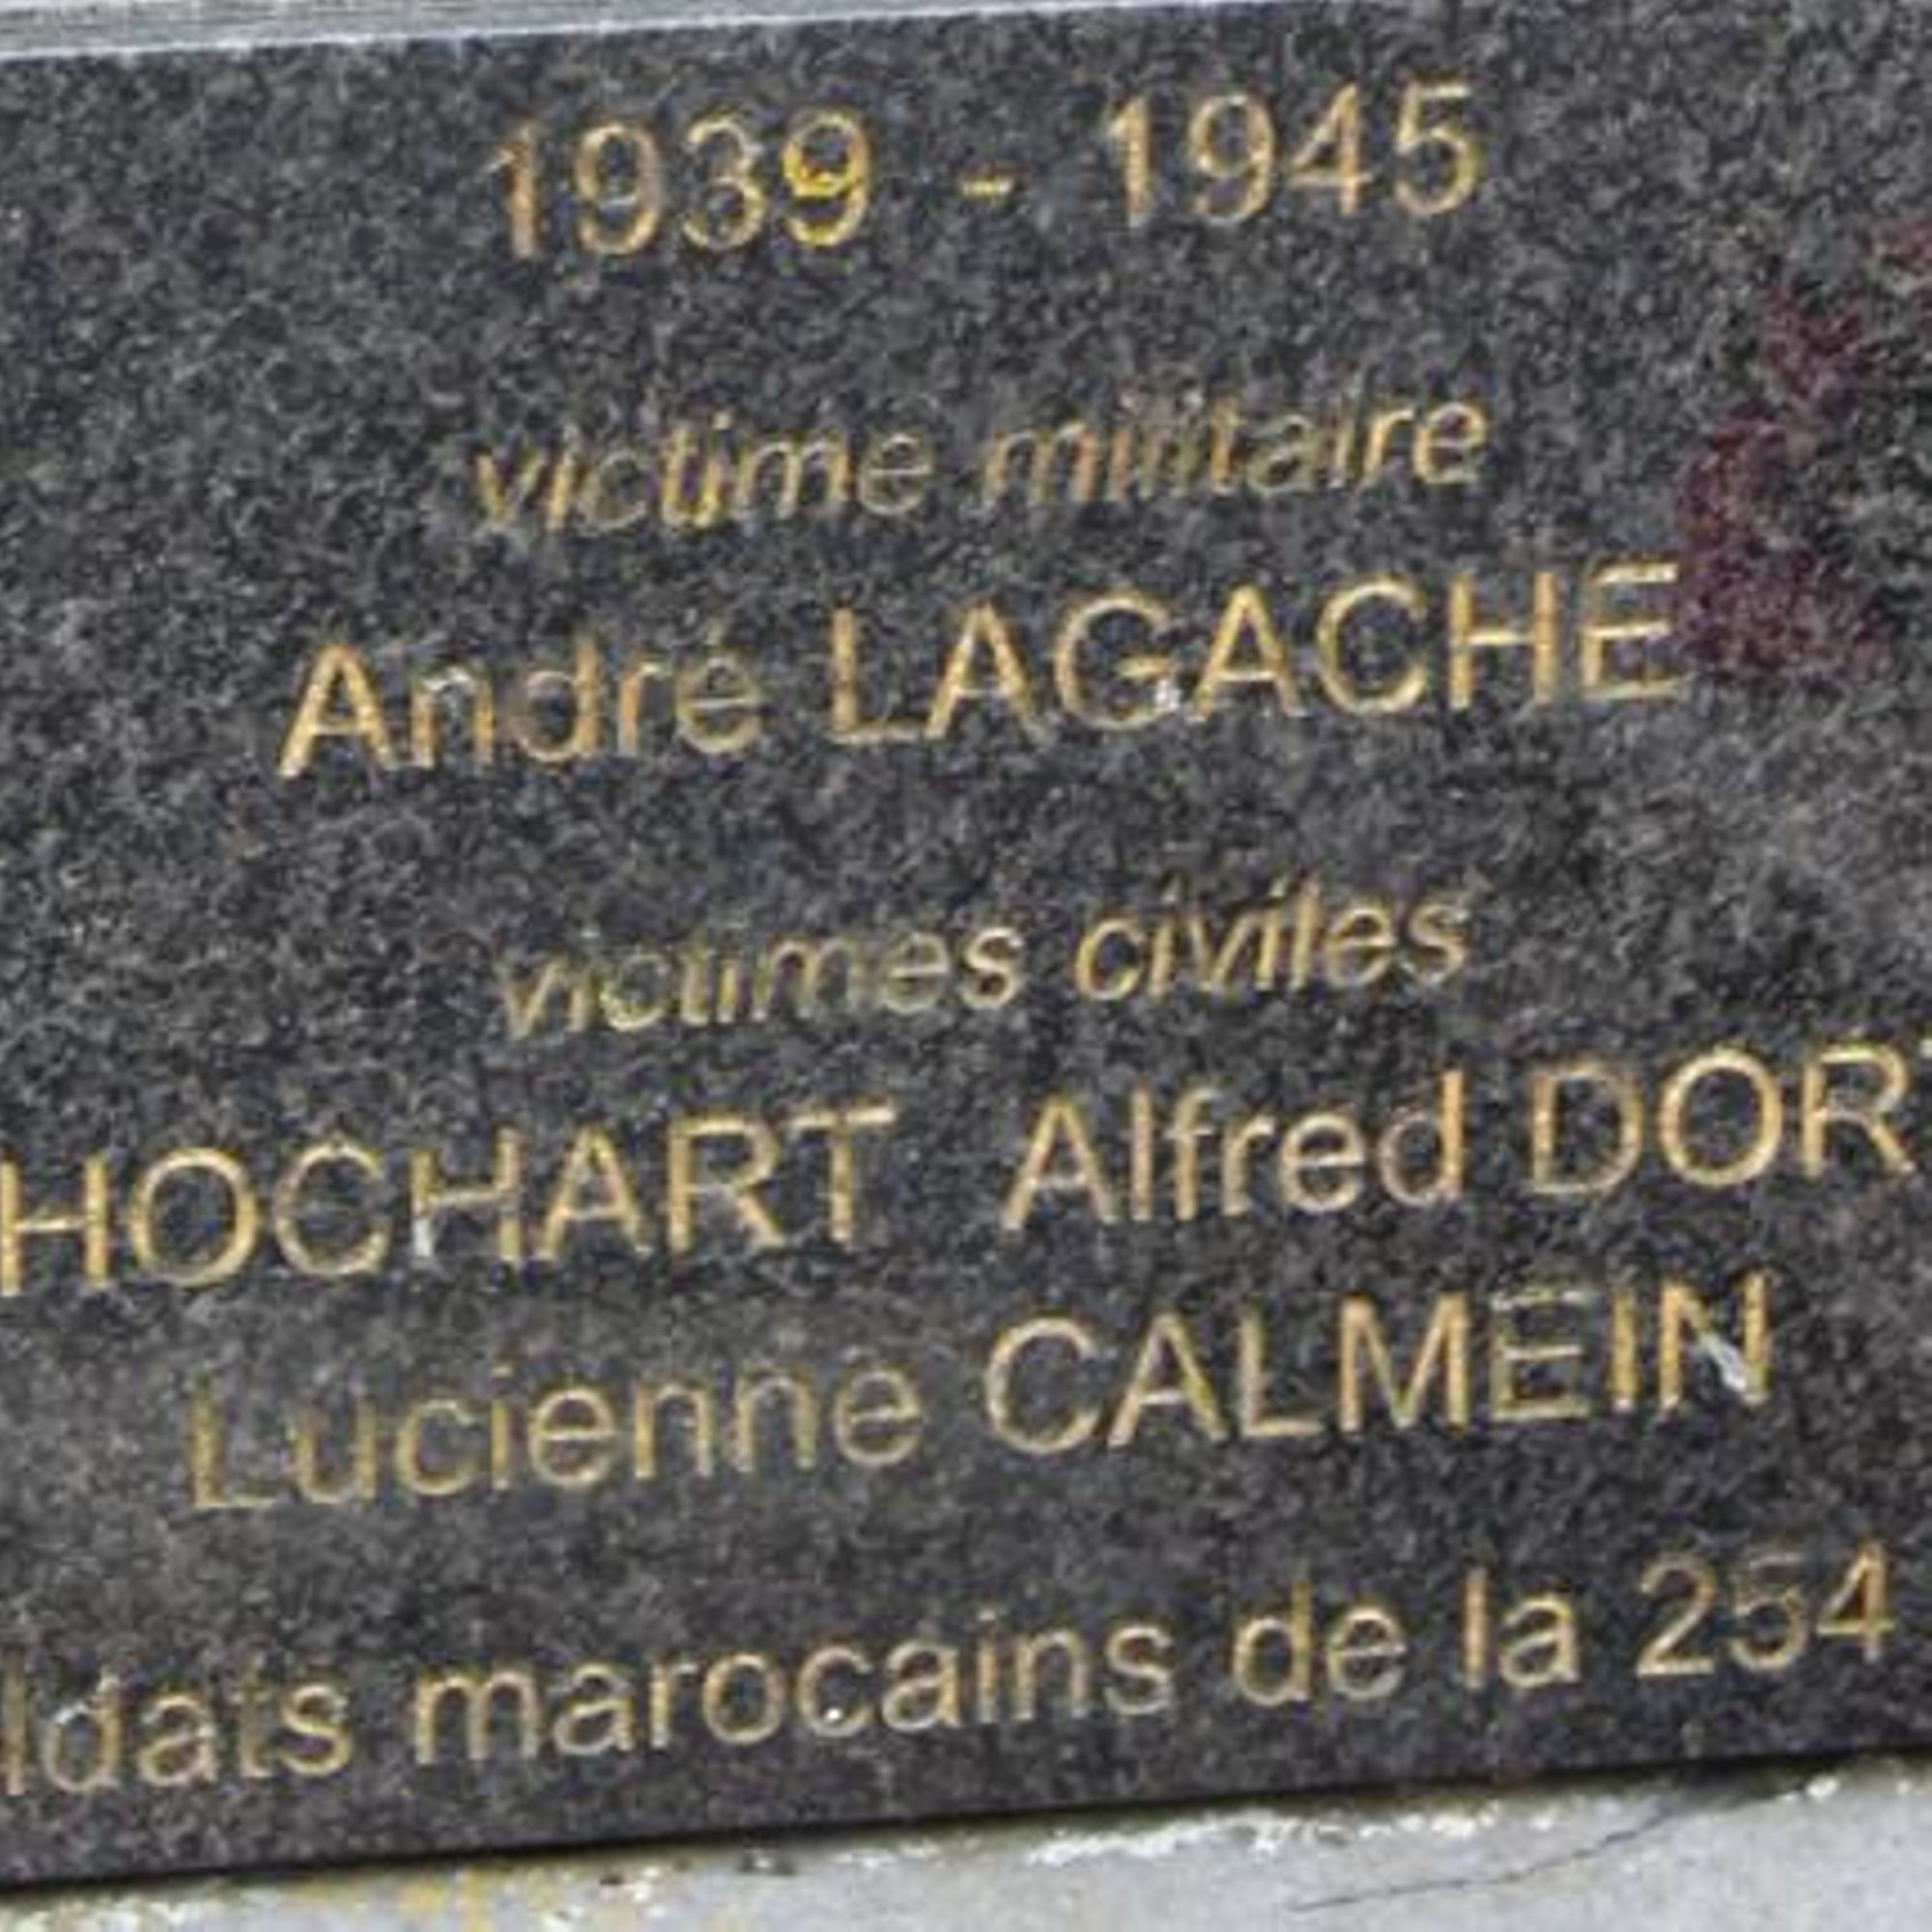 1939 - 1945
victime militaire
André LAGACHE
victimes civiles
HOCHART Alfred DOR
Lucienne CALMEIN
ldats marocains de la 254